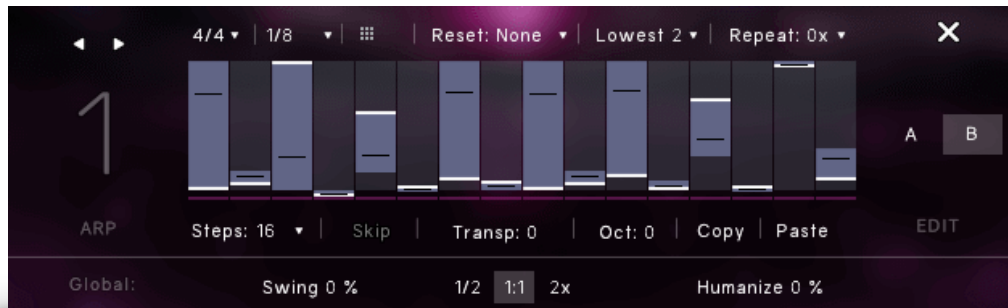 4/4 1/8 Reset: None Lowest 2 Repeat: 0x
1
A B
ARP Steps: 16 Skip Transp: 0 Oct: 0 Copy Paste EDIT
Global: Swing 0 % 1/2 1:1 2x Humanize 0 %